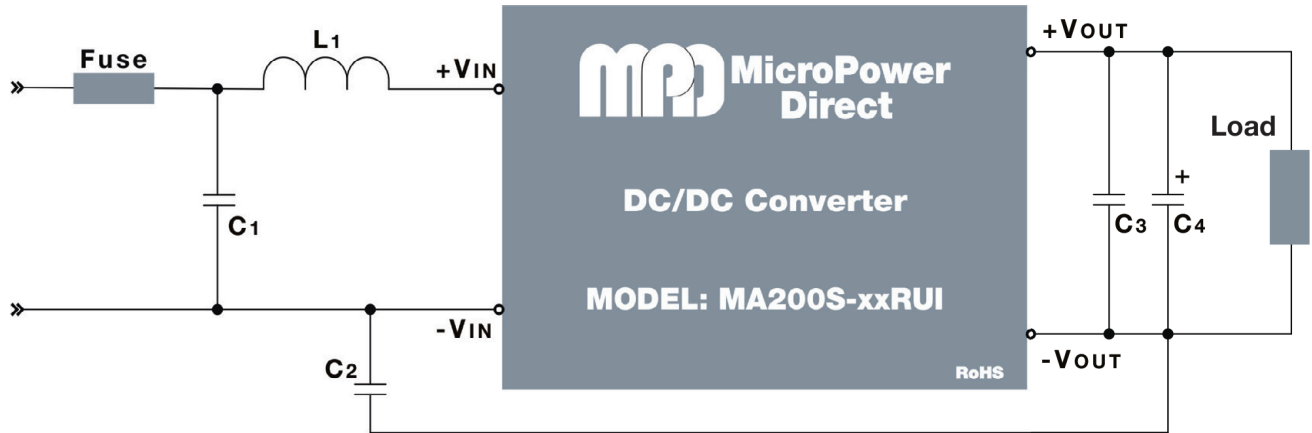 Fuse
L1
+VIN
C1
-VIN
C2
MPD MicroPower
Direct
DC/DC Converter
MODEL: MA200S-xxRUI
RoHS
+VOUT
Load
+
C3
C4
-VOUT